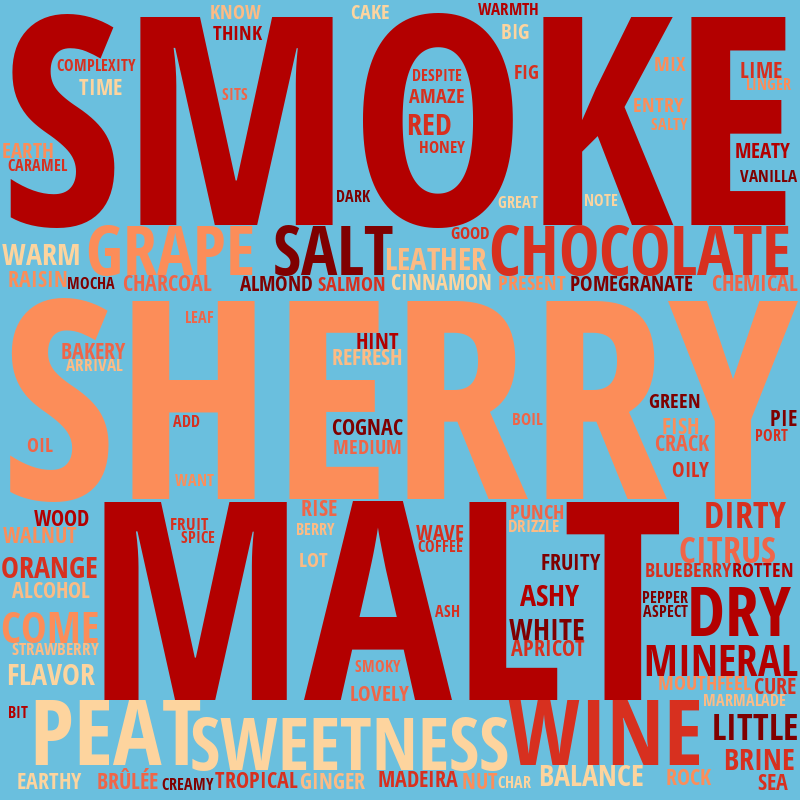 KNOW
CAKE
WARMTH
THINK
BIG
SMOKE
COMPLEXITY
TIME
SITS
DESPITE
AMAZE
RED
HONEY
FIG
MIX
LIME
LINGER
ENTRY
SALTY
EARTH
CARAMEL
MEATY
VANILLA
DARK
GREAT
NOTE
WARM
GRAPE
SALT
LEATHER
GOOD
CHOCOLATE
RAISIN
MOCHA
CHARCOAL
ALMOND
SALMON
CINNAMON
PRESENT
POMEGRANATE
CHEMICAL
SHERRY
LEAF
BAKERY
ARRIVAL
HINT
REFRESH
GREEN
ADD
COGNAC
MEDIUM
BOIL
FISH
CRACK
PIE
PORT
OIL
OILY
WANT
MALT
WOOD
WALNUT
FRUIT
SPICE
RISE
BERRY
LOT
WAVE
COFFEE
PUNCH
DRIZZLE
DIRTY
CITRUS
ORANGE
ALCOHOL
FRUITY
BLUEBERRY
ROTTEN
COME
STRAWBERRY
ASH
ASHY
WHITE
APRICOT
PEPPER
ASPECT
DRY
FLAVOR
SMOKY
LOVELY
MINERAL
MOUTHFEEL
CURE
MARMALADE
BIT
PEAT
SWEETNESS
WINE
LITTLE
BRINE
EARTHY
BRÛLÉE
CREAMY
TROPICAL
GINGER
MADEIRA
NUT
CHAR
BALANCE
ROCK
SEA